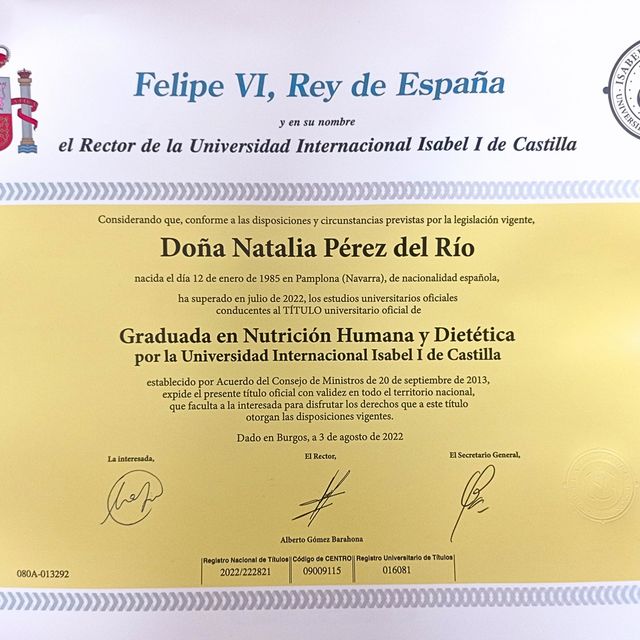 Felipe VI, Rey de España
y en su nombre
el Rector de la Universidad Internacional Isabel I de Castilla
Considerando que, conforme a las disposiciones y circunstancias previstas por la legislación vigente,
Doña Natalia Pérez del Río
nacida el día 12 de enero de 1985 en Pamplona (Navarra), de nacionalidad española,
ha superado en julio de 2022, los estudios universitarios oficiales
conducentes al TÍTULO universitario oficial de
Graduada en Nutrición Humana y Dietética
por la Universidad Internacional Isabel I de Castilla
establecido por Acuerdo del Consejo de Ministros de 20 de septiembre de 2013,
expide el presente título oficial con validez en todo el territorio nacional,
que faculta a la interesada para disfrutar los derechos que a este título
otorgan las disposiciones vigentes.
Dado en Burgos, a 3 de agosto de 2022
La interesada,
El Rector,
El Secretario General,
Alberto Gómez Barahona
Registro Nacional de Títulos Código de CENTRO Registro Universitario de Títulos
080A-013292 2022/222821 09009115 016081